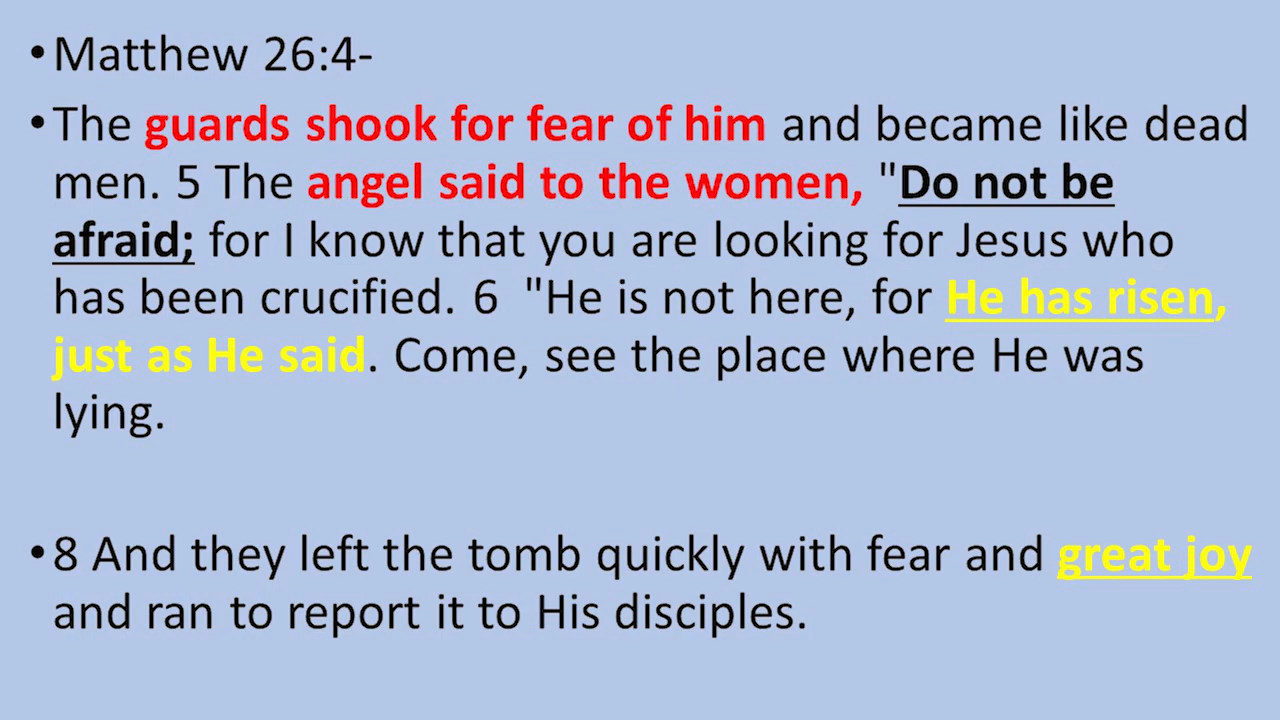 •Matthew 26:4-
•The guards shook for fear of him and became like dead
men. 5 The angel said to the women, "Do not be
afraid; for I know that you are looking for Jesus who
has been crucified. 6 "He is not here, for He has risen,
just as He said. Come, see the place where He was
lying.
•8 And they left the tomb quickly with fear and great joy
and ran to report it to His disciples.